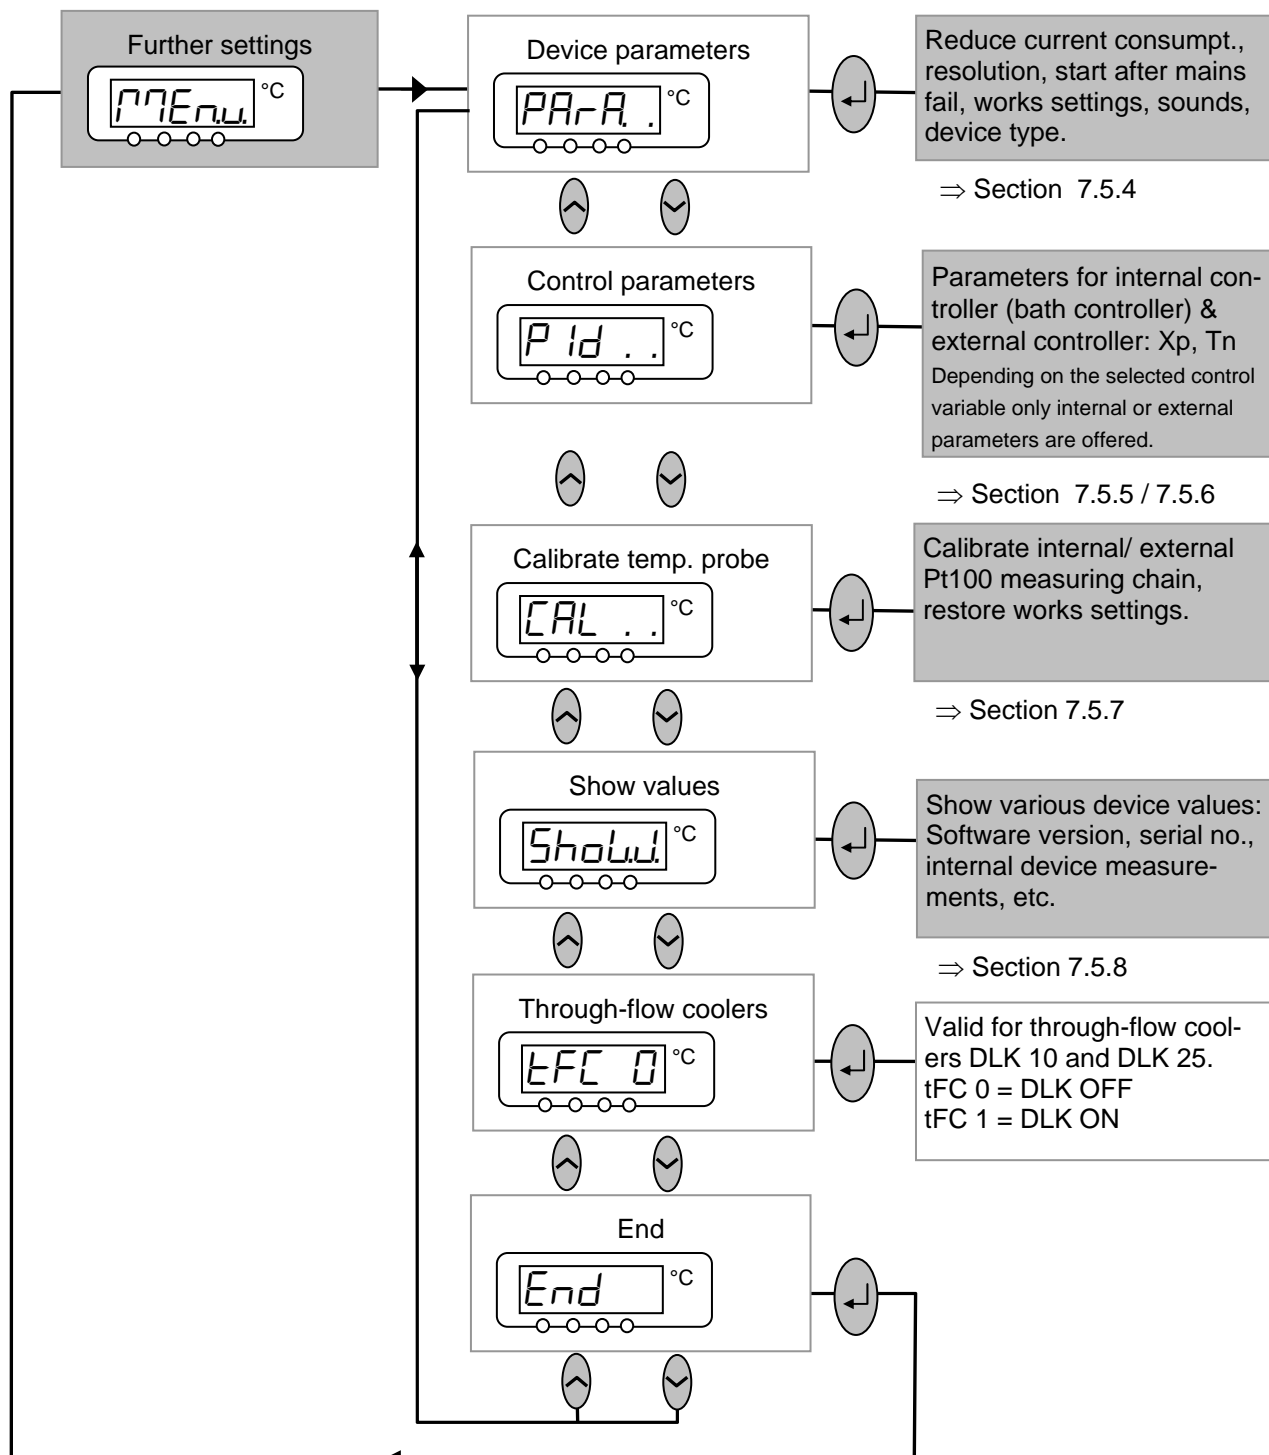 Further settings
MEnu.
°C
Device parameters
PArA. .
°C
Reduce current consumpt.,
resolution, start after mains
fail, works settings, sounds,
device type.
⇒ Section 7.5.4
Control parameters
PId . .
°C
Parameters for internal con-
troller (bath controller) &
external controller: Xp, Tn
Depending on the selected control
variable only internal or external
parameters are offered.
⇒ Section 7.5.5 / 7.5.6
Calibrate temp. probe
CAL . .
°C
Calibrate internal/ external
Pt100 measuring chain,
restore works settings.
⇒ Section 7.5.7
Show values
Show.
°C
Show various device values:
Software version, serial no.,
internal device measure-
ments, etc.
⇒ Section 7.5.8
Through-flow coolers
tFC 0
°C
Valid for through-flow cool-
ers DLK 10 and DLK 25.
tFC 0 = DLK OFF
tFC 1 = DLK ON
End
End
°C